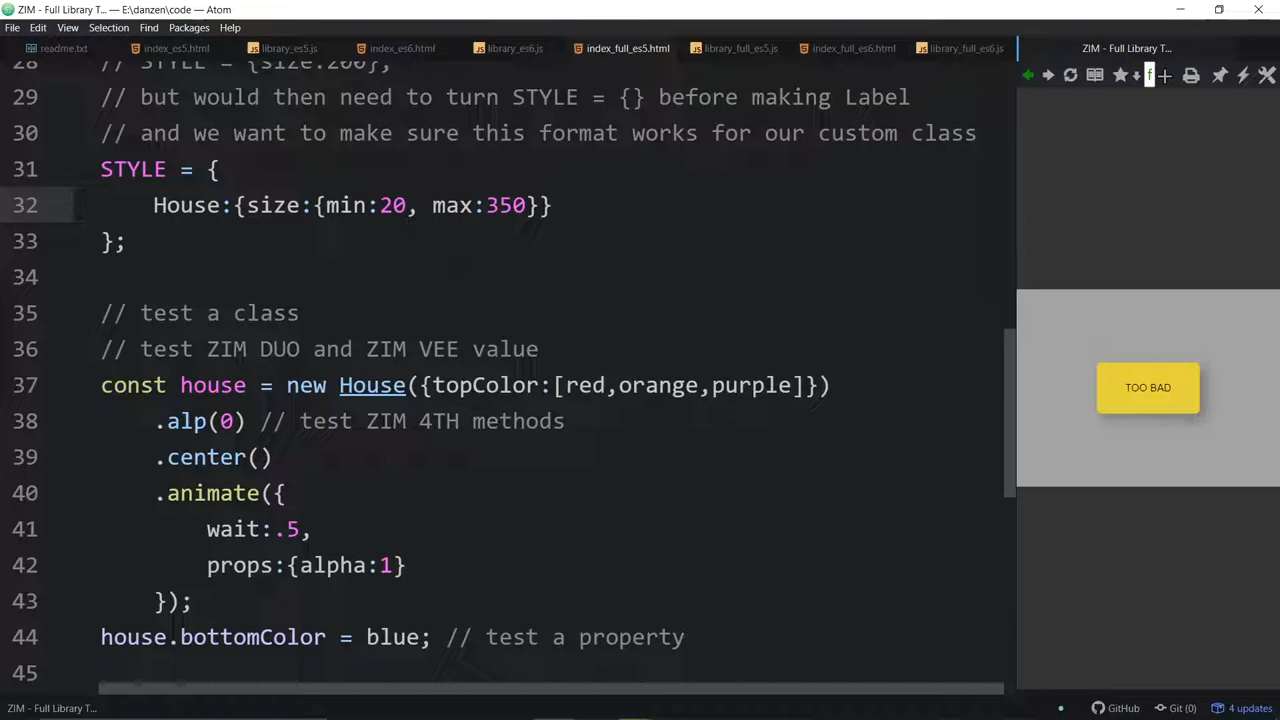 ZIM - Full Library T... — E:\danzen\code — Atom
File Edit View Selection Find Packages Help
readme.txt index_es5.html library_es5.js index_es6.html library_es6.js index_full_es5.html library_full_es5.js index_full_es6.html library_full_es6.js ZIM - Full Library T...
f
28 // STYLE = {size:200},
29 // but would then need to turn STYLE = {} before making Label
30 // and we want to make sure this format works for our custom class
31 STYLE = {
32 House:{size:{min:20, max:350}}
33 };
34
35 // test a class
36 // test ZIM DUO and ZIM VEE value
37 const house = new House({topColor:[red,orange,purple]})
38 .alp(0) // test ZIM 4TH methods
39 .center()
40 .animate({
41 wait:.5,
42 props:{alpha:1}
43 });
44 house.bottomColor = blue; // test a property
45
TOO BAD
ZIM - Full Library T...
GitHub Git (0) 4 updates